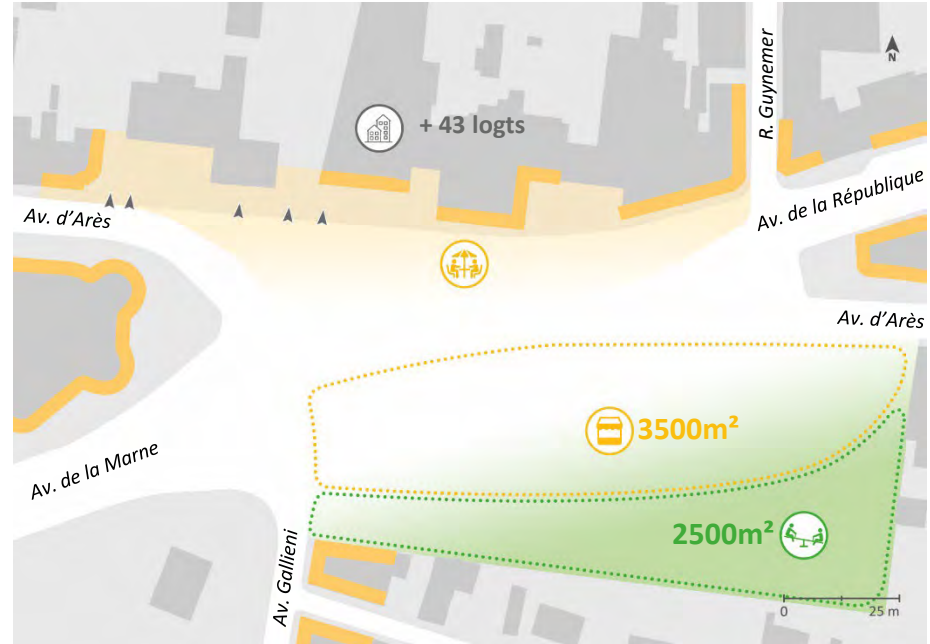 R. Guynemer
N
+ 43 logts
Av. de la République
Av. d'Arès
Av. d'Arès
3500m²
Av. de la Marne
2500m²
Av. Gallieni
0 25 m